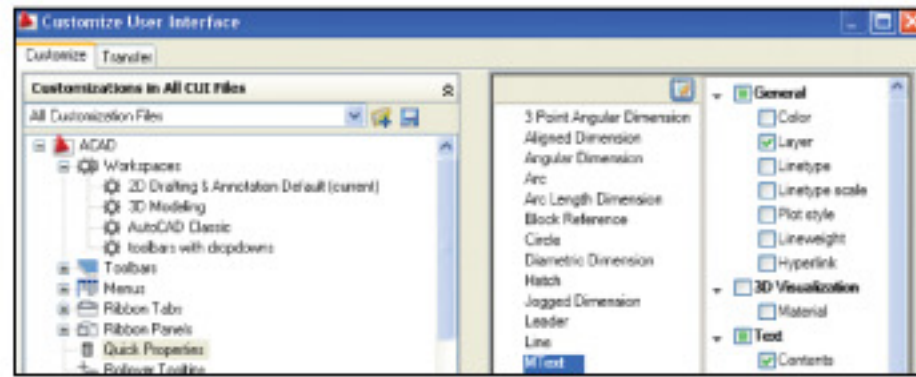 Customize User Interface
Customize Transfer
Customizations in All CUI Files
All Customization Files
ACAD
Workspaces
2D Drafting & Annotation Default (current)
3D Modeling
AutoCAD Classic
toolbars with dropdowns
Toolbars
Menus
Ribbon Tabs
Ribbon Panels
Quick Properties
Rollover Tooltips
3 Point Angular Dimension
Aligned Dimension
Angular Dimension
Arc
Arc Length Dimension
Block Reference
Circle
Diametric Dimension
Hatch
Jogged Dimension
Leader
Line
MText
General
Color
Layer
Linetype
Linetype scale
Plot style
Lineweight
Hyperlink
3D Visualization
Material
Text
Contents